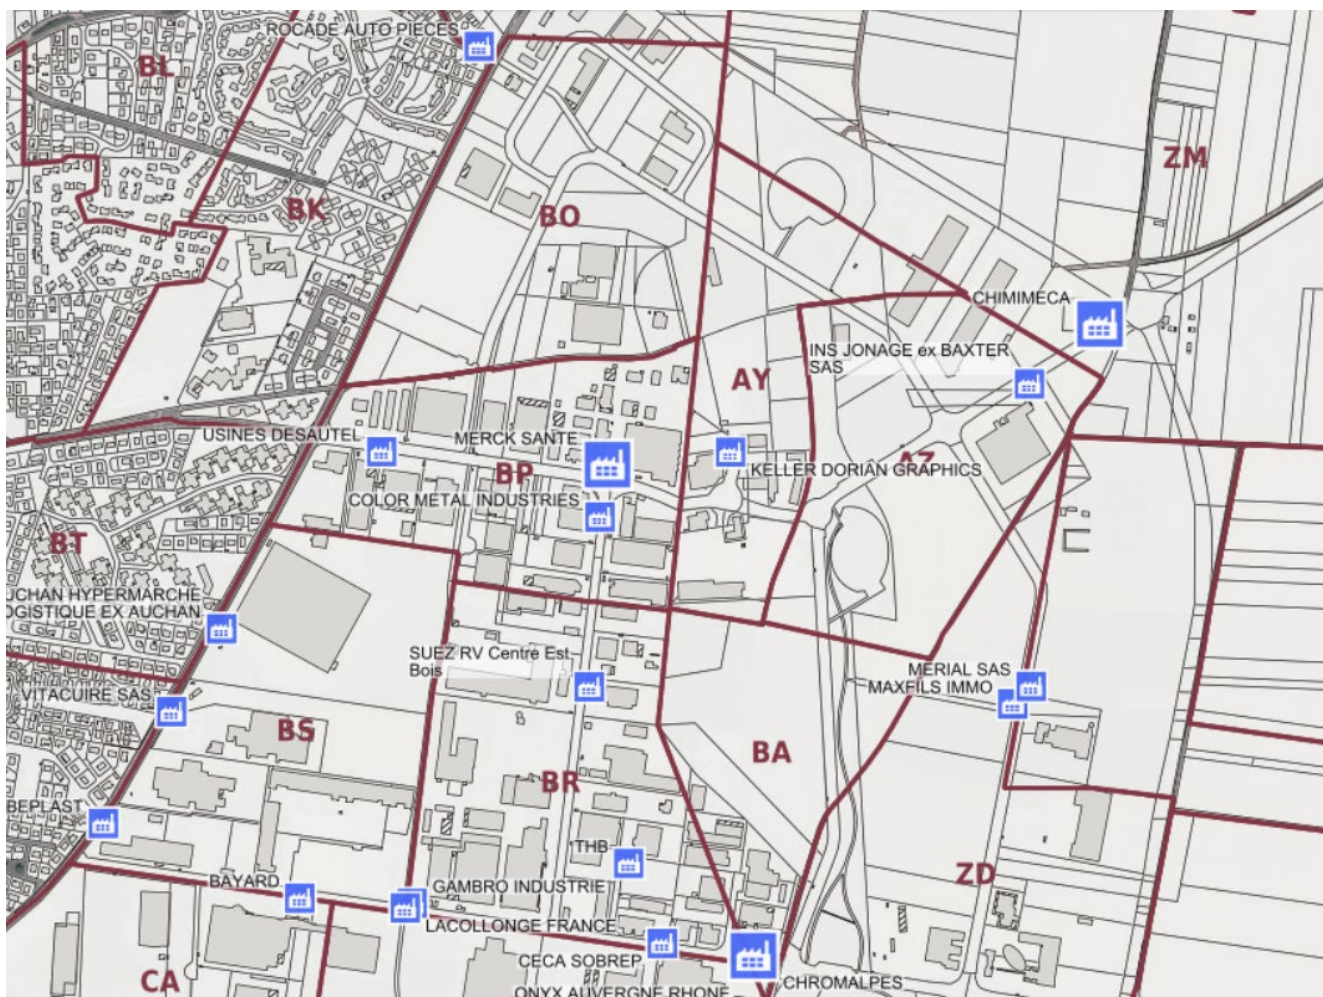 ROCADE AUTO PIECES
BL
ZM
BK
BO
CHIMIMECA
INS JONAGE ex BAXTER
SAS
AY
USINES DESAUTEL
MERCK SANTE
BP
KELLER DORIAN GRAPHICS
COLOR METAL INDUSTRIES
BT
UCHAN HYPERMARCHE
OGISTIQUE EX AUCHAN
SUEZ RV Centre Est
Bois
MERIAL SAS
MAXFILS IMMO
VITACUIRE SAS
BS
BA
BR
BEPLAST
THB
ZD
BAYARD
GAMBRO INDUSTRIE
LACOLLONGE FRANCE
CECA SOBREP
CA
CHROMALPES
ONYX AUVERGNE RHONE